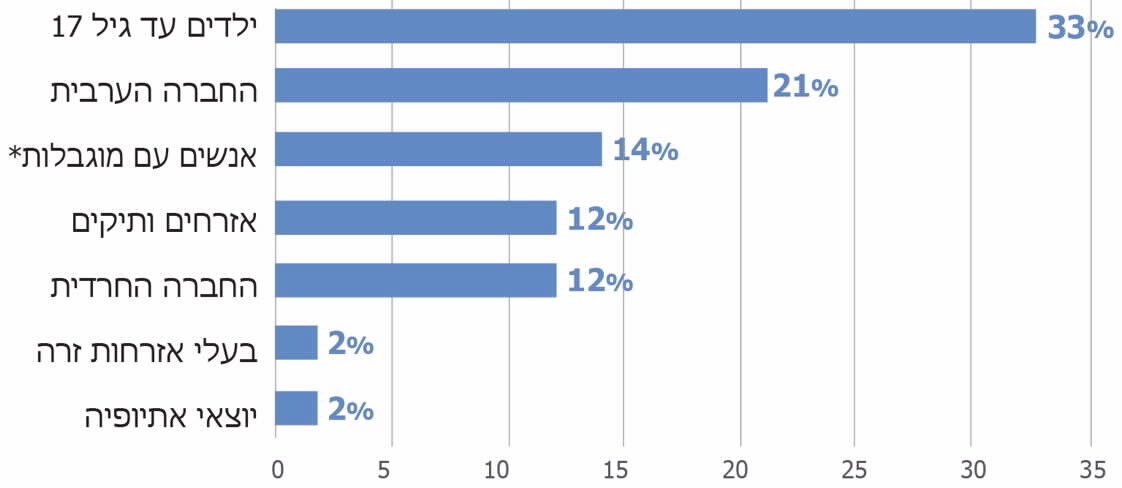 ילדים עד גיל 17
33%
החברה הערבית
21%
אנשים עם מוגבלות*
14%
אזרחים ותיקים
12%
החברה החרדית
12%
בעלי אזרחות זרה
2%
יוצאי אתיופיה
2%
0 5 10 15 20 25 30 35